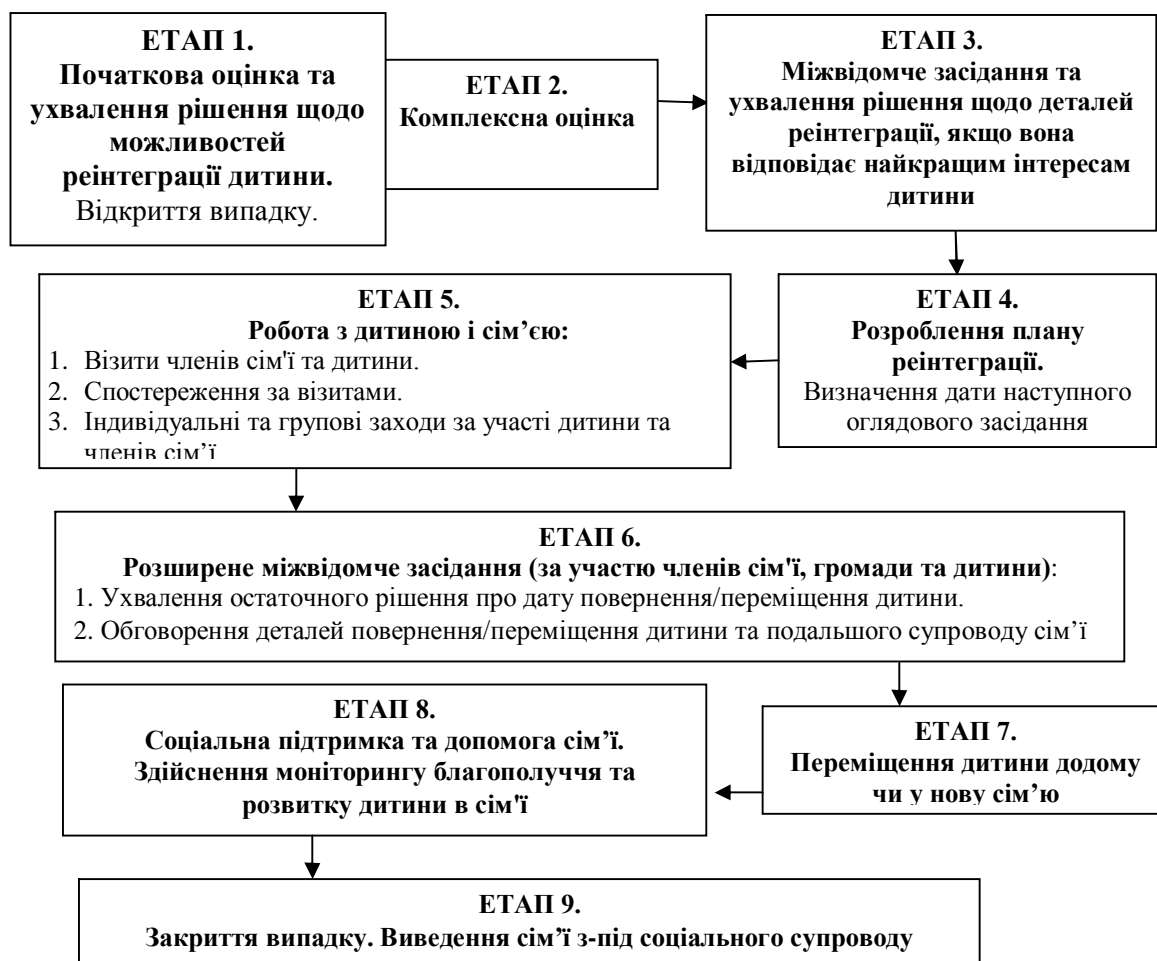 ЕТАП 1.
Початкова оцінка та
ухвалення рішення щодо
можливостей
реінтеграції дитини.
Відкриття випадку.
ЕТАП 2.
Комплексна оцінка
ЕТАП 3.
Міжвідомче засідання та
ухвалення рішення щодо деталей
реінтеграції, якщо вона
відповідає найкращим інтересам
дитини
ЕТАП 4.
Розроблення плану
реінтеграції.
Визначення дати наступного
оглядового засідання
ЕТАП 5.
Робота з дитиною і сім’єю:
1. Візити членів сім'ї та дитини.
2. Спостереження за візитами.
3. Індивідуальні та групові заходи за участі дитини та
членів сім’ї
ЕТАП 6.
Розширене міжвідомче засідання (за участю членів сім'ї, громади та дитини):
1. Ухвалення остаточного рішення про дату повернення/переміщення дитини.
2. Обговорення деталей повернення/переміщення дитини та подальшого супроводу сім’ї
ЕТАП 7.
Переміщення дитини додому
чи у нову сім’ю
ЕТАП 8.
Соціальна підтримка та допомога сім’ї.
Здійснення моніторингу благополуччя та
розвитку дитини в сім'ї
ЕТАП 9.
Закриття випадку. Виведення сім’ї з-під соціального супроводу